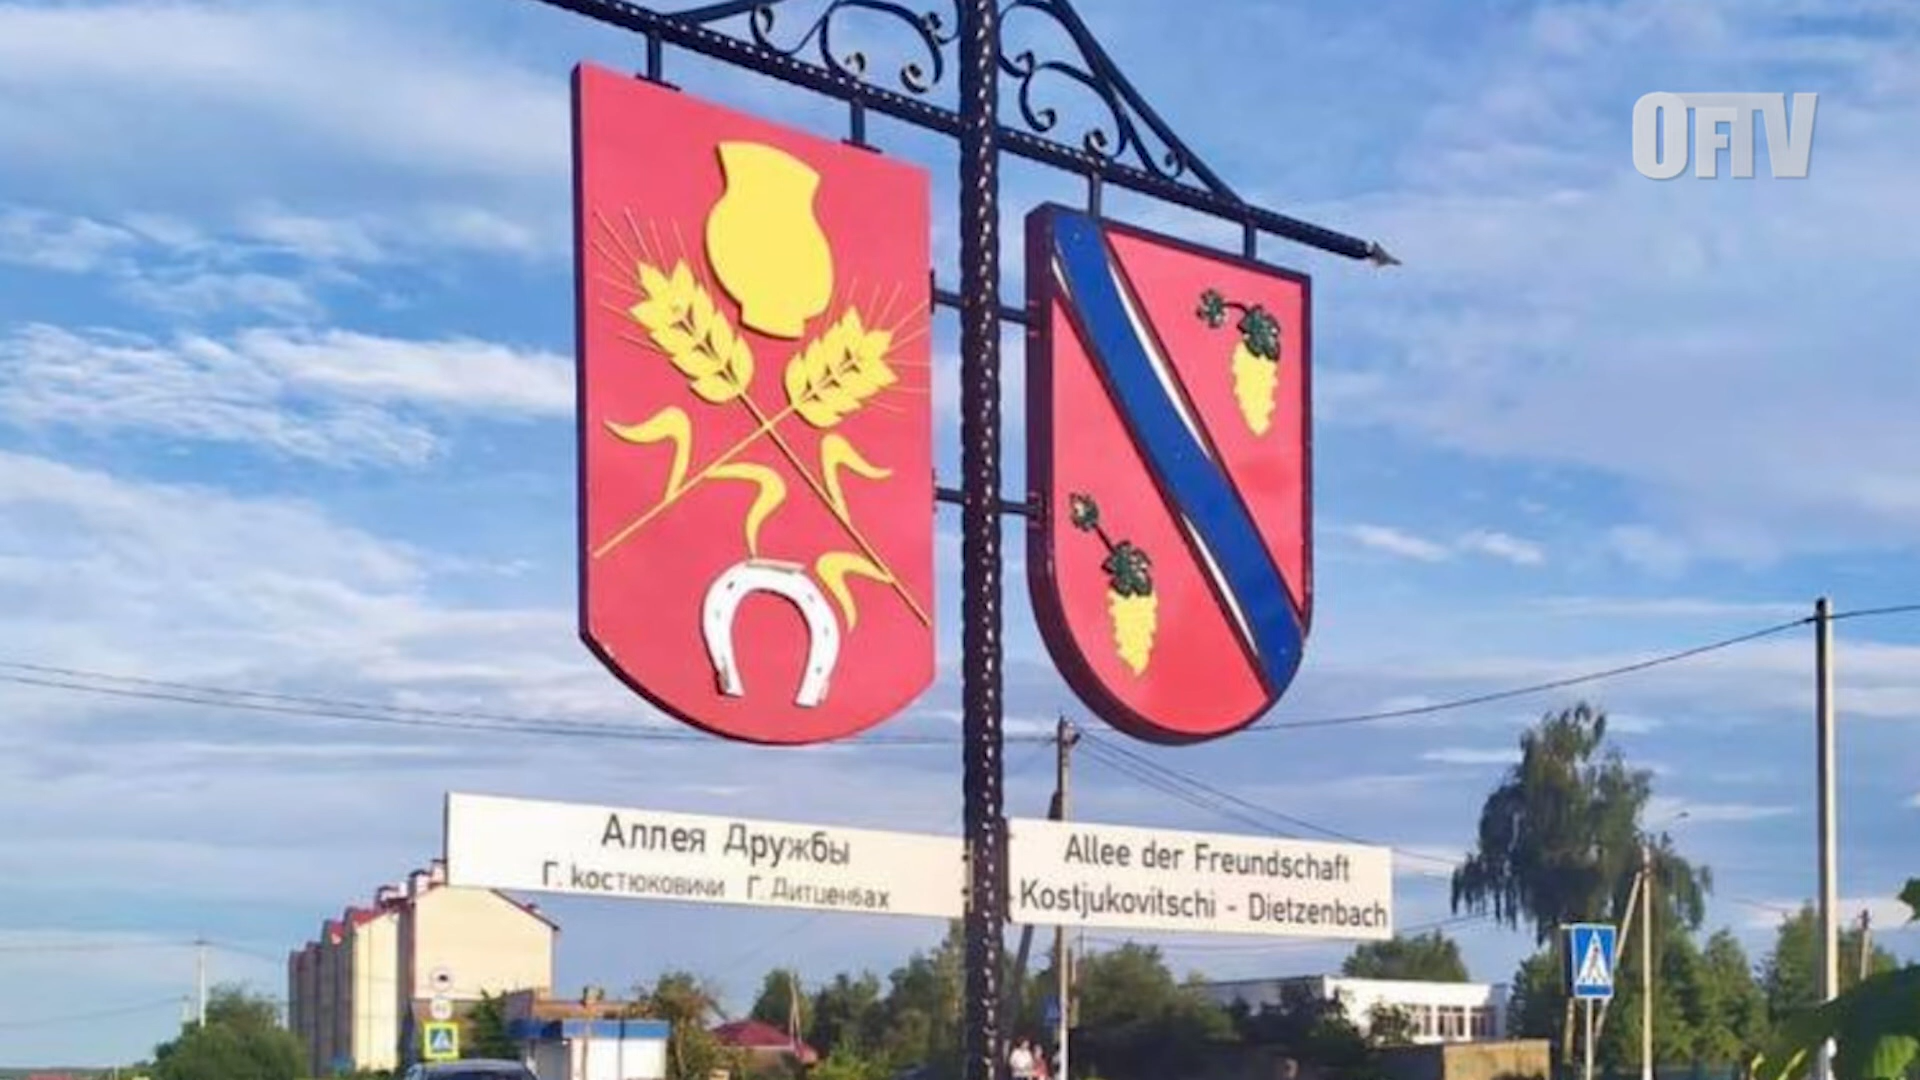 OFTV
Аллея Дружбы
Г. костюковичи Г. Дитценбах
Allee der Freundschaft
Kostjukovitschi - Dietzenbach